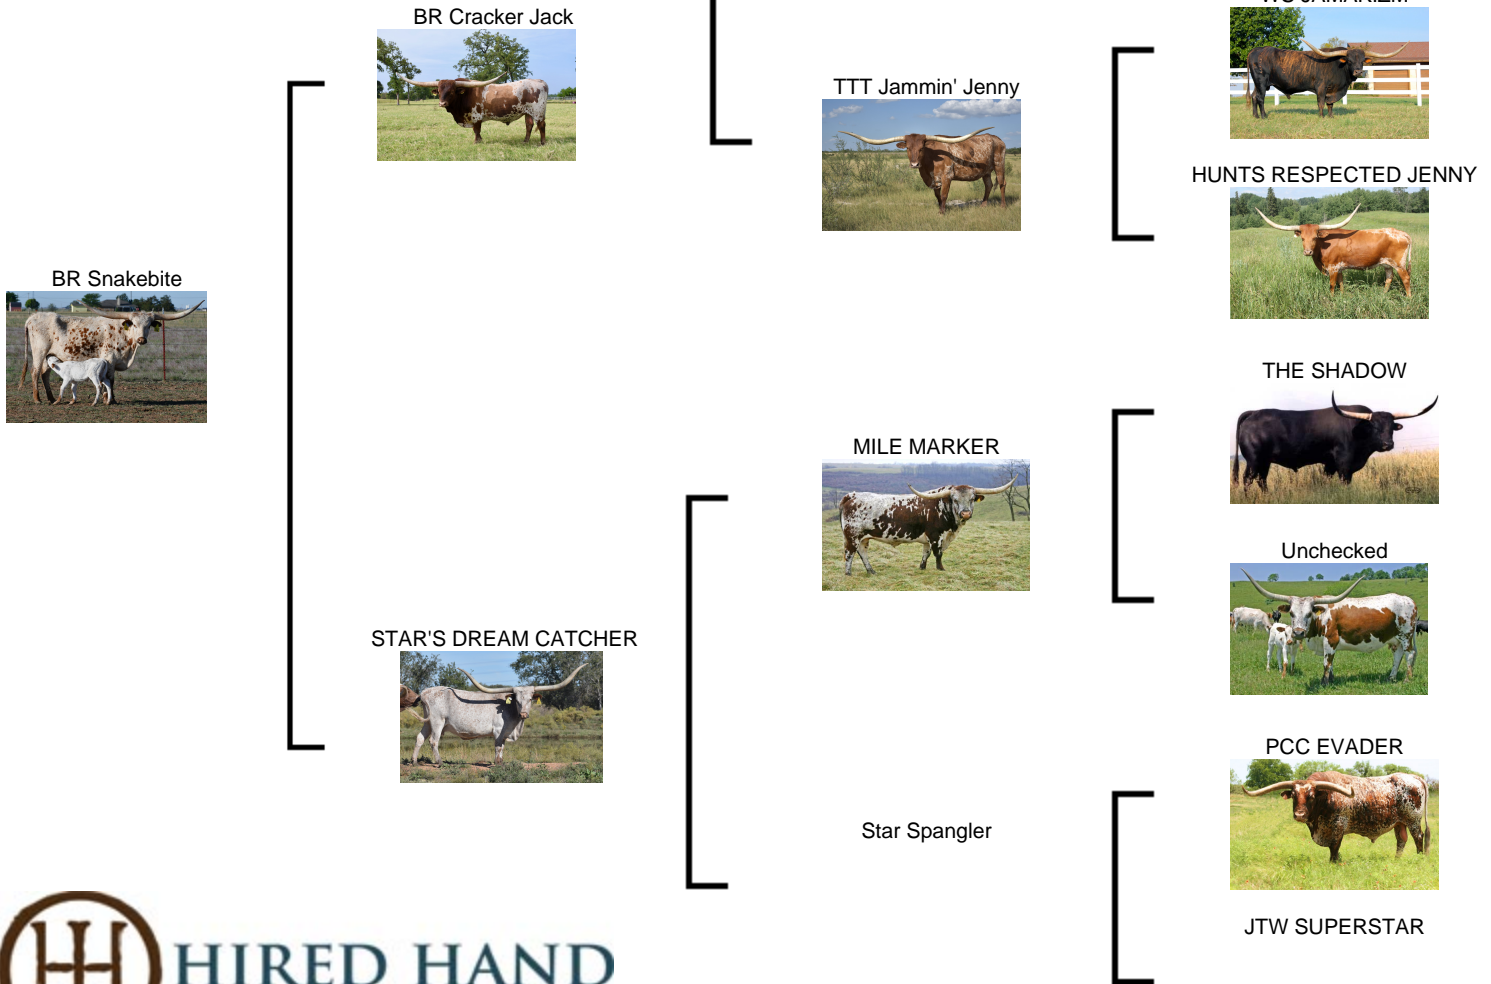 BR Cracker Jack
TTT Jammin' Jenny
HUNTS RESPECTED JENNY
BR Snakebite
THE SHADOW
MILE MARKER
Unchecked
STAR'S DREAM CATCHER
PCC EVADER
Star Spangler
JTW SUPERSTAR
HIRED HAND